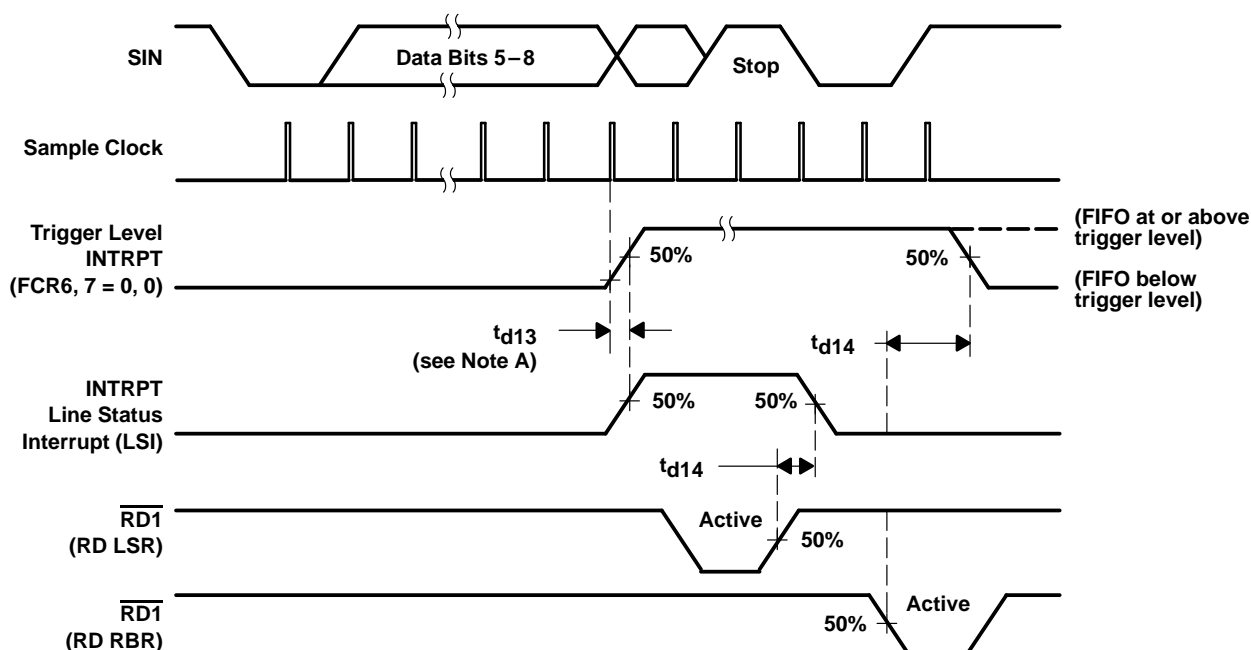 SIN
Data Bits 5–8
Stop
Sample Clock
Trigger Level
INTRPT
(FCR6, 7 = 0, 0)
50%
50%
(FIFO at or above
trigger level)
(FIFO below
trigger level)
td13
(see Note A)
td14
INTRPT
Line Status
Interrupt (LSI)
50%
50%
td14
RD1
(RD LSR)
Active
50%
RD1
(RD RBR)
50%
Active